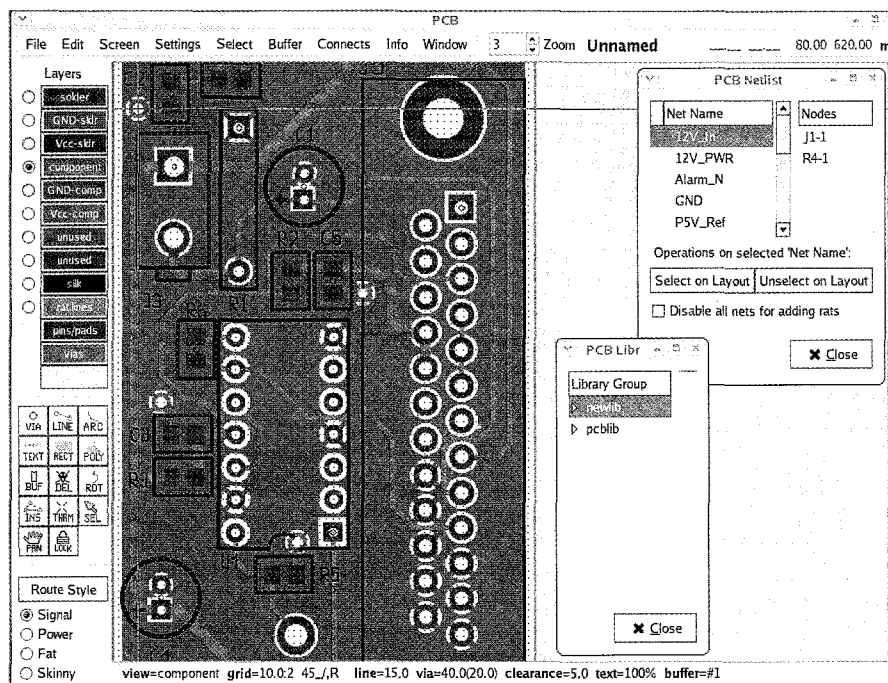 PCB
File Edit Screen Settings Select Buffer Connects Info Window 3 Zoom Unnamed 80.00 620.00 m
Layers
solder
GND-sldr
Vcc-sldr
component
GND-comp
Vcc-comp
unused
unused
silk
rat lines
pins/pads
vias
VIA LINE ARC
TEXT RECT POLY
BUF DEL ROT
INS THRM SEL
PAN LOCK
Route Style
Signal
Power
Fat
Skinny
C1
R2 C6
R1
C3
R5
PCB Netlist
Net Name Nodes
12V_In J1-1
12V_PWR R4-1
Alarm_N
GND
P5V_Ref
Operations on selected 'Net Name':
Select on Layout Unselect on Layout
Disable all nets for adding rats
Close
PCB Libr
Library Group
newlib
pcblib
Close
view=component grid=10.0:2 45_/,R line=15.0 via=40.0(20.0) clearance=5.0 text=100% buffer=#1